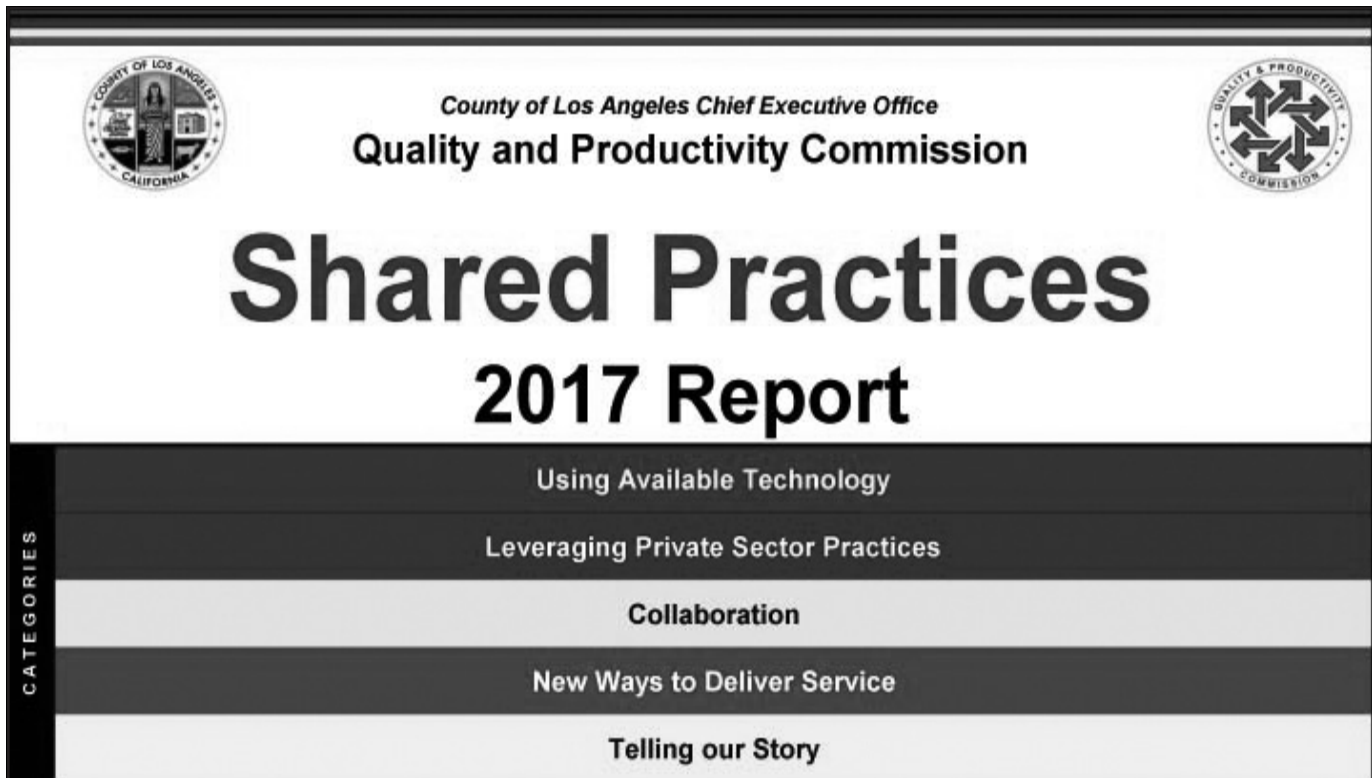 COUNTY OF LOS ANGELES
CALIFORNIA
County of Los Angeles Chief Executive Office
Quality and Productivity Commission
QUALITY & PRODUCTIVITY
COMMISSION
Shared Practices
2017 Report
CATEGORIES
Using Available Technology
Leveraging Private Sector Practices
Collaboration
New Ways to Deliver Service
Telling our Story